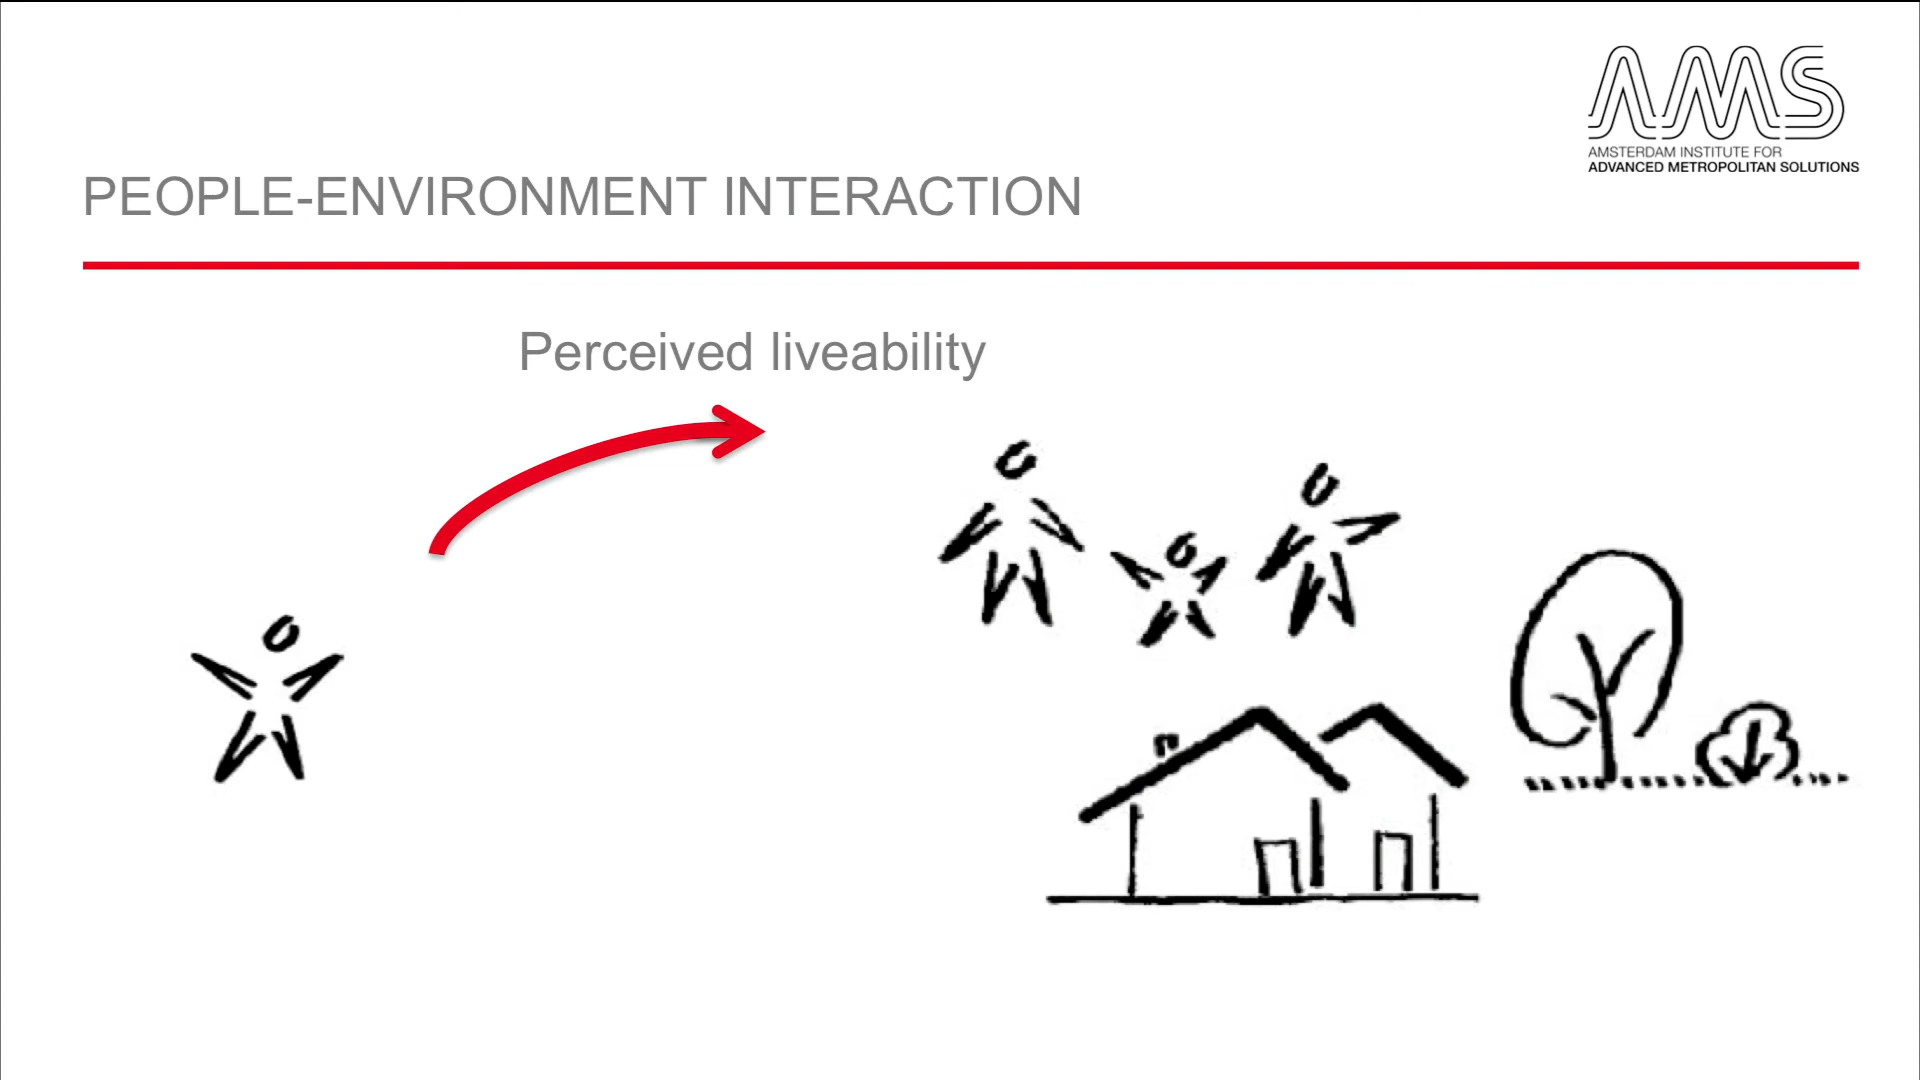 AMS
AMSTERDAM INSTITUTE FOR
ADVANCED METROPOLITAN SOLUTIONS
PEOPLE-ENVIRONMENT INTERACTION
Perceived liveability